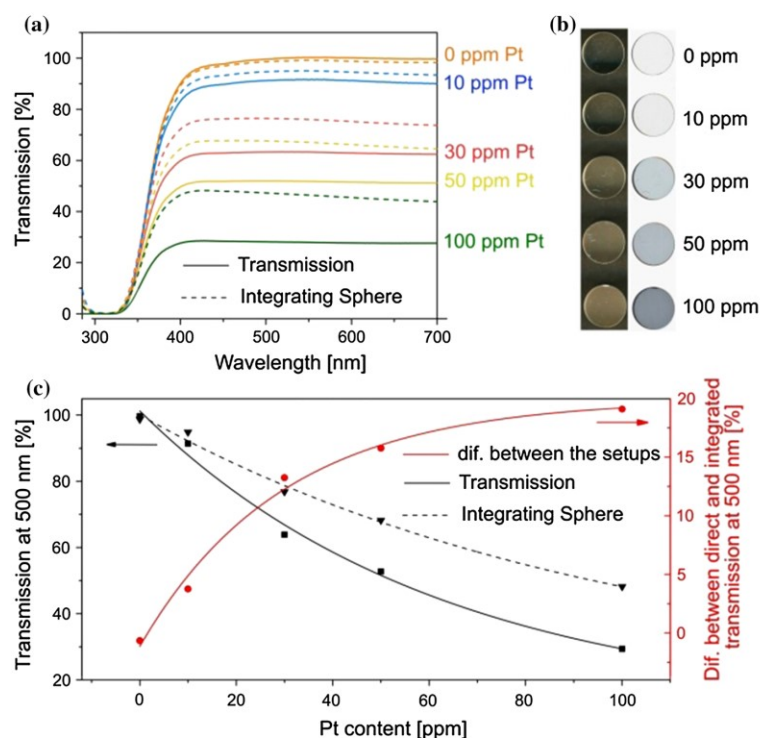 (a)
Transmission [%]
100
80
60
40
20
0
300
400
500
600
700
Wavelength [nm]
0 ppm Pt
10 ppm Pt
30 ppm Pt
50 ppm Pt
100 ppm Pt
Transmission
Integrating Sphere
(b)
0 ppm
10 ppm
30 ppm
50 ppm
100 ppm
(c)
Transmission at 500 nm [%]
100
80
60
40
20
0
20
40
60
80
100
Pt content [ppm]
dif. between the setups
Transmission
Integrating Sphere
20
15
10
5
0
Dif. between direct and integrated
transmission at 500 nm [%]